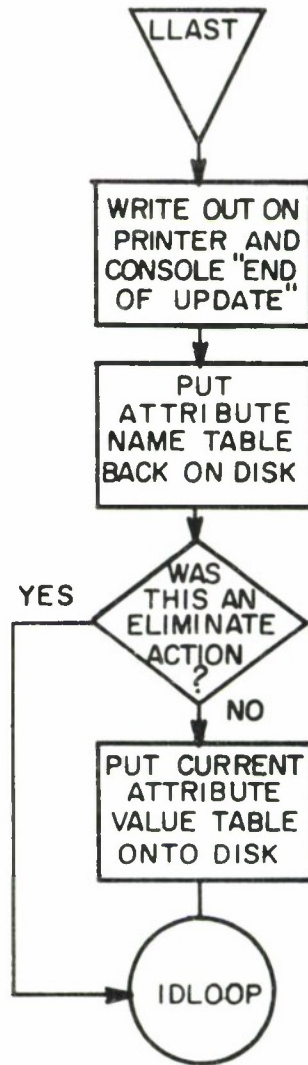 LLAST
WRITE OUT ON
PRINTER AND
CONSOLE "END
OF UPDATE"
PUT
ATTRIBUTE
NAME TABLE
BACK ON DISK
WAS
THIS AN
ELIMINATE
ACTION
?
YES
NO
PUT CURRENT
ATTRIBUTE
VALUE TABLE
ONTO DISK
IDLOOP